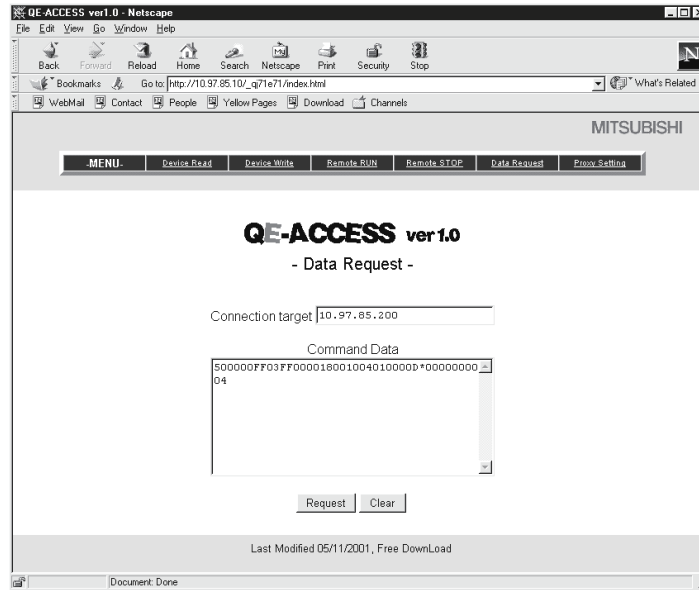 QE-ACCESS ver1.0 - Netscape
File Edit View Go Window Help
Back Forward Reload Home Search Netscape Print Security Stop
My
N
Bookmarks Go to: http://10.97.85.10/_qj71e71/index.html What's Related
WebMail Contact People Yellow Pages Download Channels
MITSUBISHI
-MENU- Device Read Device Write Remote RUN Remote STOP Data Request Proxy Setting
QE-ACCESS ver1.0
- Data Request -
Connection target 10.97.85.200
Command Data
500000FF03FF000018001004010000D*00000000
04
Request Clear
Last Modified 05/11/2001, Free DownLoad
Document: Done